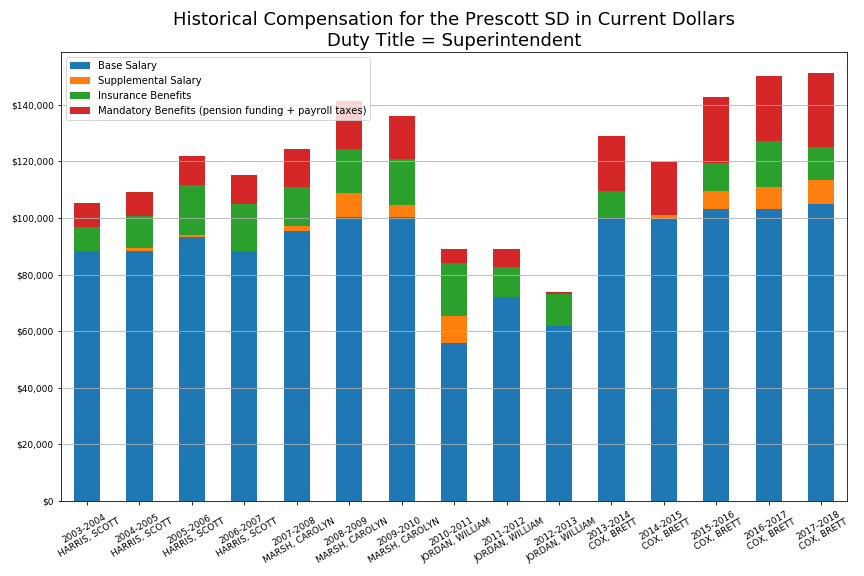 Historical Compensation for the Prescott SD in Current Dollars
Duty Title = Superintendent
Base Salary
Supplemental Salary
Insurance Benefits
Mandatory Benefits (pension funding + payroll taxes)
$140,000
$120,000
$100,000
$80,000
$60,000
$40,000
$20,000
$0
2003-2004
HARRIS, SCOTT
2004-2005
HARRIS, SCOTT
2005-2006
HARRIS, SCOTT
2006-2007
HARRIS, SCOTT
2007-2008
MARSH, CAROLYN
2008-2009
MARSH, CAROLYN
2009-2010
MARSH, CAROLYN
2010-2011
JORDAN, WILLIAM
2011-2012
JORDAN, WILLIAM
2012-2013
JORDAN, WILLIAM
2013-2014
COX, BRETT
2014-2015
COX, BRETT
2015-2016
COX, BRETT
2016-2017
COX, BRETT
2017-2018
COX, BRETT